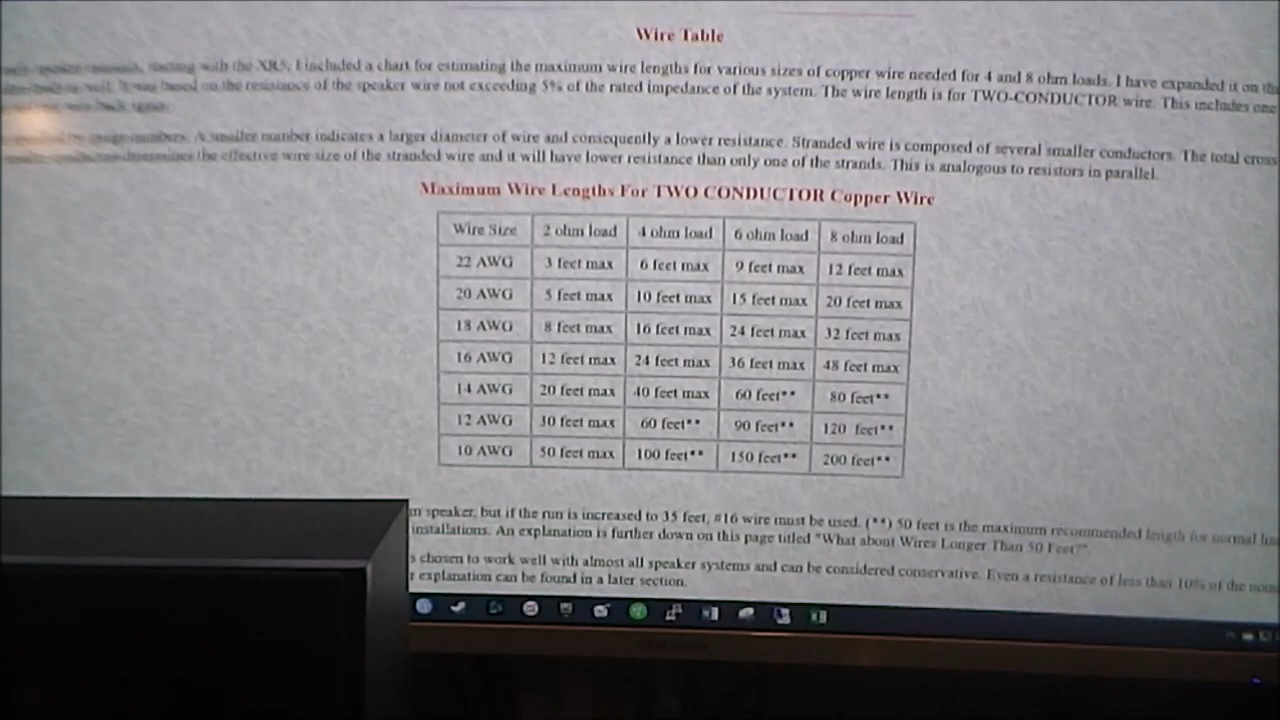 Wire Table
starting with the XR5, I included a chart for estimating the maximum wire lengths for various sizes of copper wire needed for 4 and 8 ohm loads. I have expanded it on
It was based on the resistance of the speaker wire not exceeding 5% of the rated impedance of the system. The wire length is for TWO-CONDUCTOR wire. This includes one
A smaller number indicates a larger diameter of wire and consequently a lower resistance. Stranded wire is composed of several smaller conductors. The total cross
determines the effective wire size of the stranded wire and it will have lower resistance than only one of the strands. This is analogous to resistors in parallel.
Maximum Wire Lengths For TWO CONDUCTOR Copper Wire
Wire Size 2 ohm load 4 ohm load 6 ohm load 8 ohm load
22 AWG 3 feet max 6 feet max 9 feet max 12 feet max
20 AWG 5 feet max 10 feet max 15 feet max 20 feet max
18 AWG 8 feet max 16 feet max 24 feet max 32 feet max
16 AWG 12 feet max 24 feet max 36 feet max 48 feet max
14 AWG 20 feet max 40 feet max 60 feet** 80 feet**
12 AWG 30 feet max 60 feet** 90 feet** 120 feet**
10 AWG 50 feet max 100 feet** 150 feet** 200 feet**
speaker, but if the run is increased to 35 feet, #16 wire must be used. (**) 50 feet is the maximum recommended length for normal
installations. An explanation is further down on this page titled "What about Wires Longer Than 50 Feet?".
chosen to work well with almost all speaker systems and can be considered conservative. Even a resistance of less than 10% of the
explanation can be found in a later section.